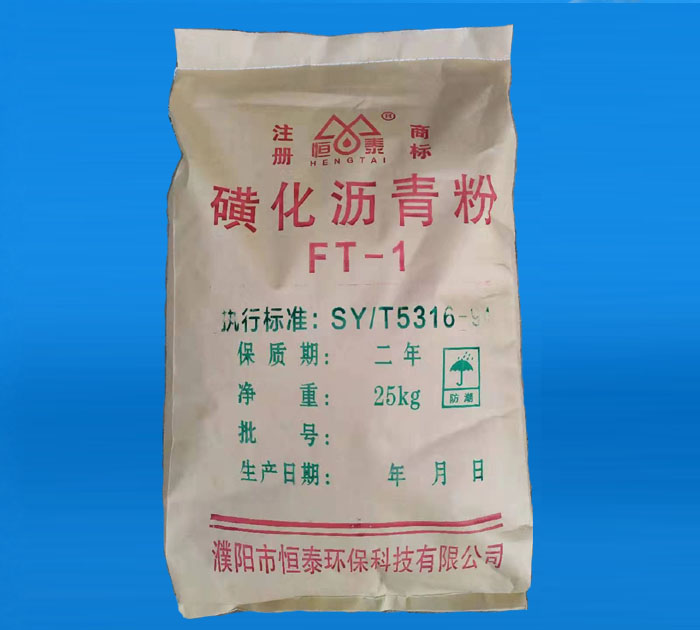 注册 恒泰 ® 商标
HENGTAI
磺化沥青粉
FT-1
执行标准：SY/T5316-9
保质期：二年
净重：25kg
防潮
批号：
生产日期： 年 月 日
濮阳市恒泰环保科技有限公司